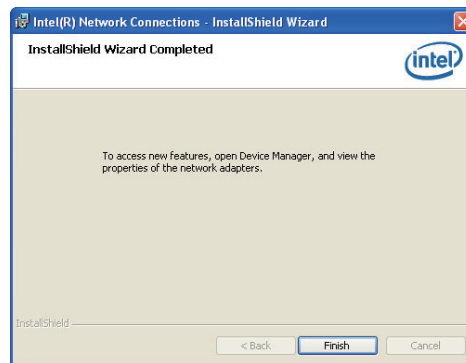 Intel(R) Network Connections - InstallShield Wizard
InstallShield Wizard Completed
intel
To access new features, open Device Manager, and view the
properties of the network adapters.
InstallShield
< Back
Finish
Cancel